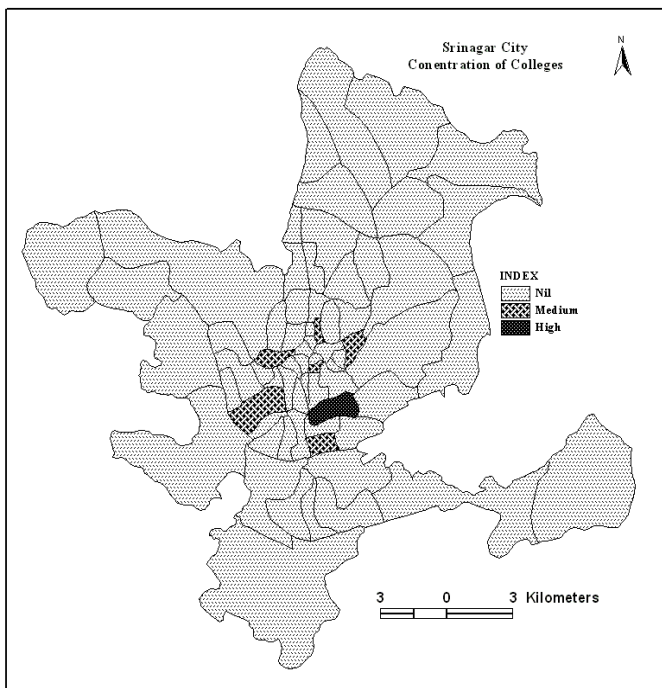 Srinagar City
Conentration of Colleges
N
INDEX
Nil
Medium
High
3 0 3 Kilometers